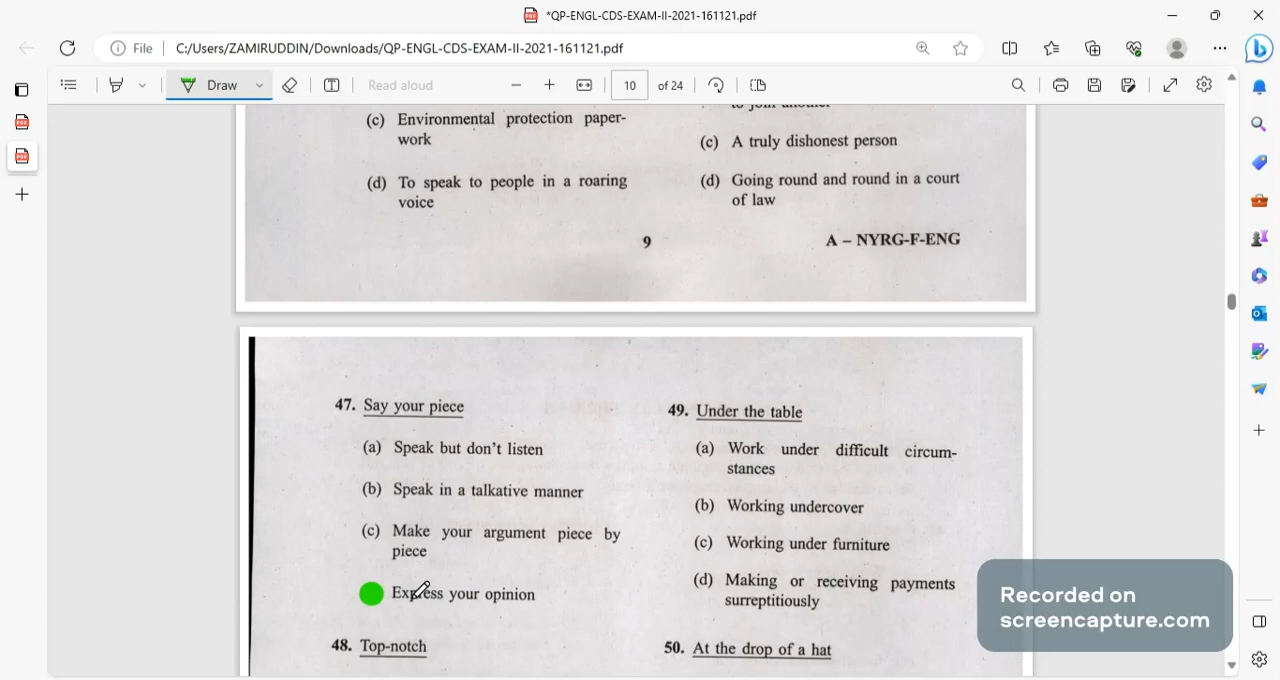 *QP-ENGL-CDS-EXAM-II-2021-161121.pdf
File
C:/Users/ZAMIRUDDIN/Downloads/QP-ENGL-CDS-EXAM-II-2021-161121.pdf
Draw
Read aloud
10
of 24
(c) Environmental protection paper-
work
(d) To speak to people in a roaring
voice
to join another
(c) A truly dishonest person
(d) Going round and round in a court
of law
9
A – NYRG-F-ENG
47. Say your piece
(a) Speak but don't listen
(b) Speak in a talkative manner
(c) Make your argument piece by
piece
Express your opinion
48. Top-notch
49. Under the table
(a) Work under difficult circum-
stances
(b) Working undercover
(c) Working under furniture
(d) Making or receiving payments
surreptitiously
50. At the drop of a hat
Recorded on
screencapture.com